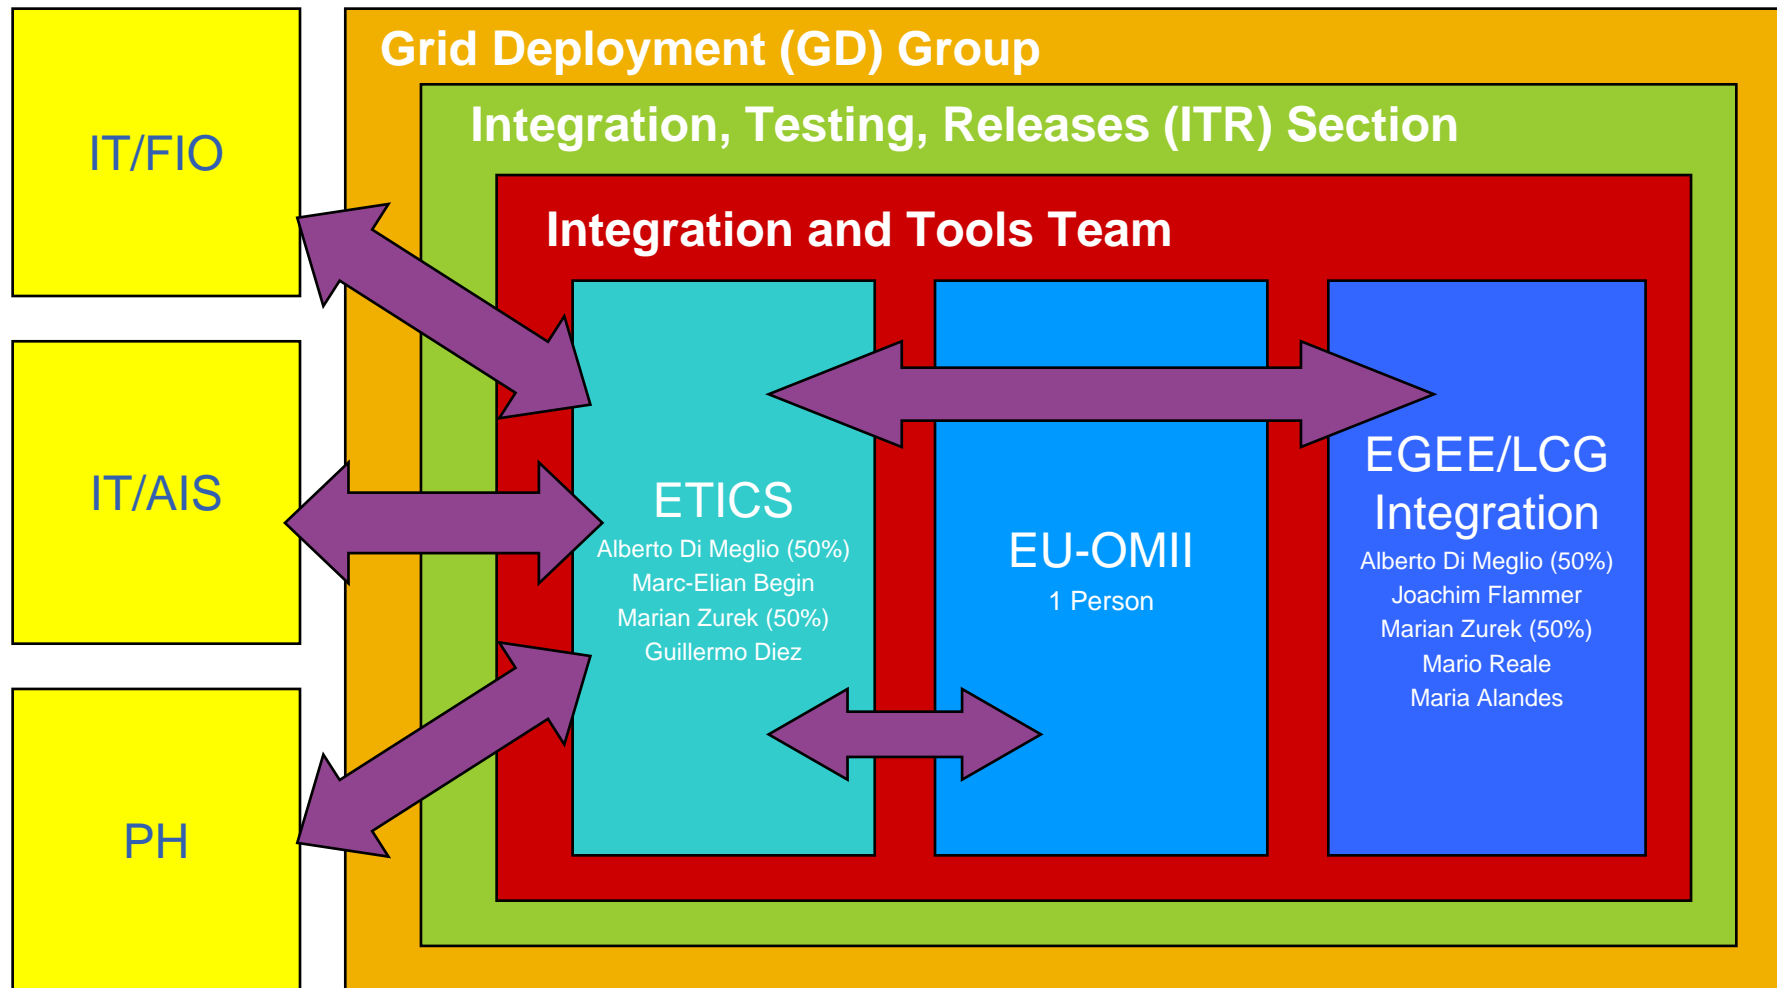 Grid Deployment (GD) Group
Integration, Testing, Releases (ITR) Section
Integration and Tools Team
IT/FIO
IT/AIS
PH
ETICS
Alberto Di Meglio (50%)
Marc-Elian Begin
Marian Zurek (50%)
Guillermo Diez
EU-OMII
1 Person
EGEE/LCG
Integration
Alberto Di Meglio (50%)
Joachim Flammer
Marian Zurek (50%)
Mario Reale
Maria Alandes